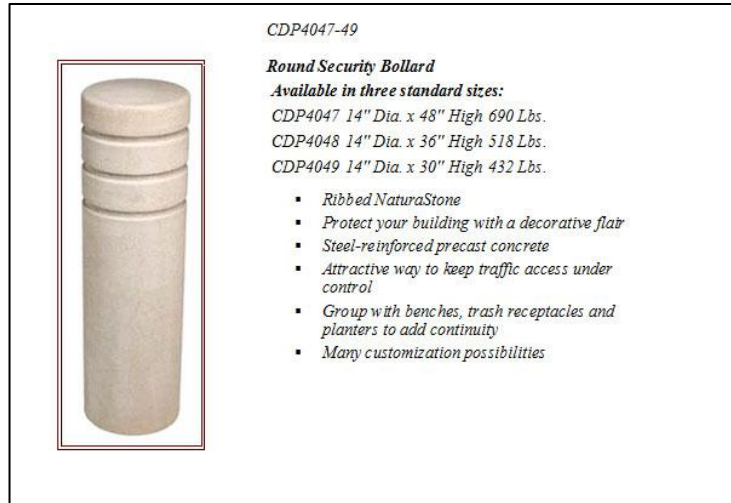 CDP4047-49
Round Security Bollard
Available in three standard sizes:
CDP4047 14" Dia. x 48" High 690 Lbs.
CDP4048 14" Dia. x 36" High 518 Lbs.
CDP4049 14" Dia. x 30" High 432 Lbs.
▪ Ribbed NaturaStone
▪ Protect your building with a decorative flair
▪ Steel-reinforced precast concrete
▪ Attractive way to keep traffic access under
control
▪ Group with benches, trash receptacles and
planters to add continuity
▪ Many customization possibilities